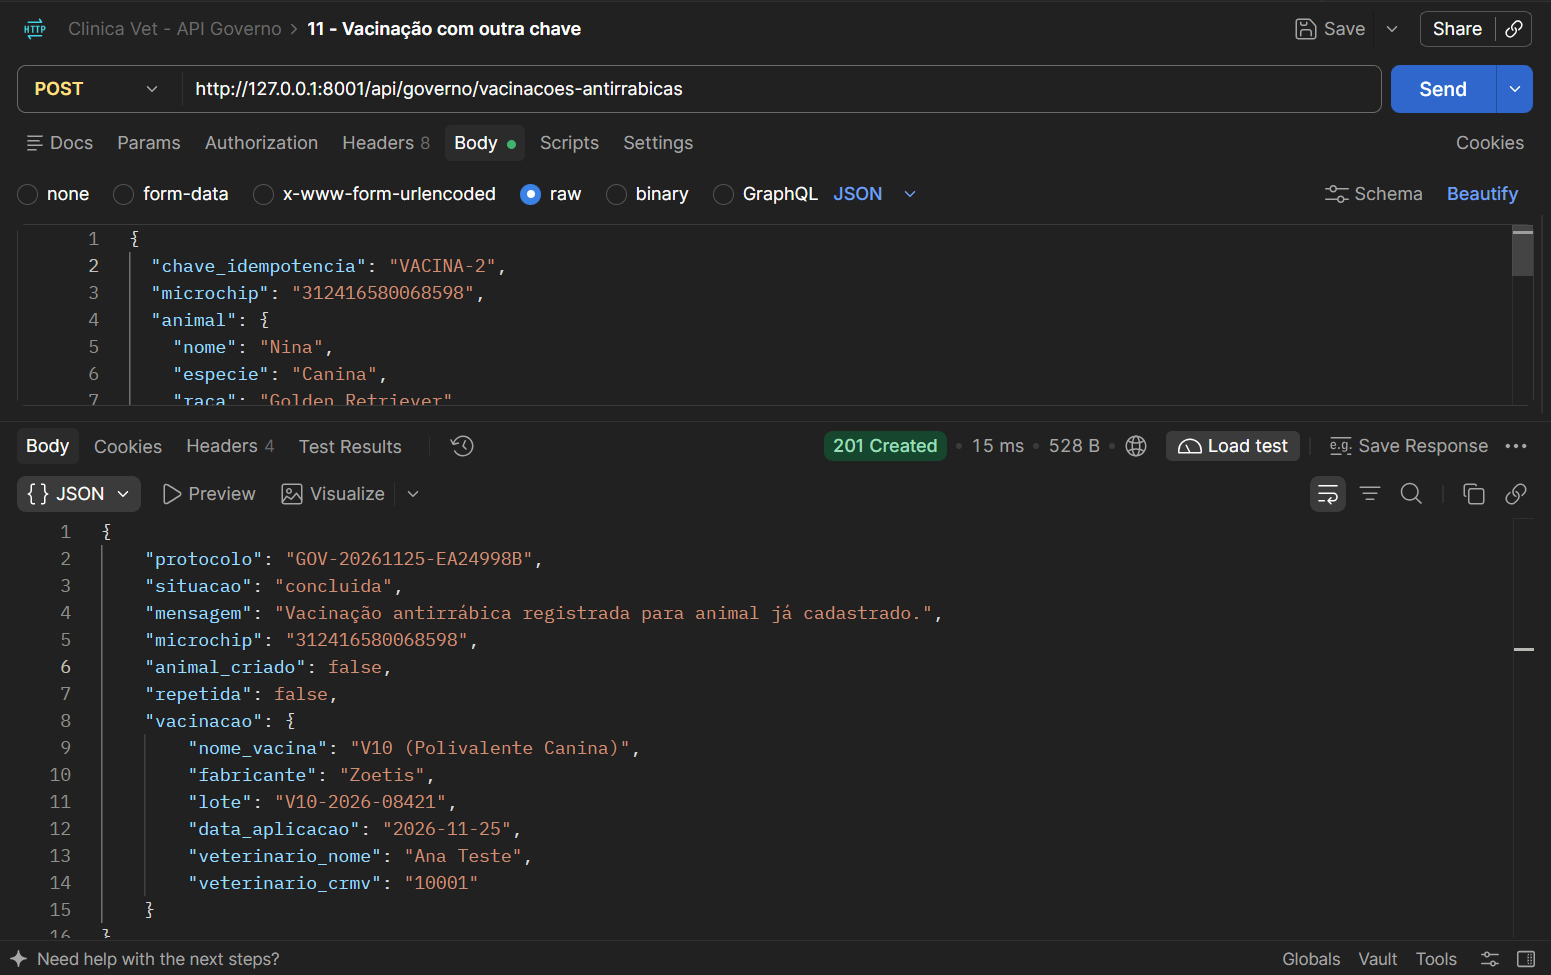 HTTP Clinica Vet - API Governo > 11 - Vacinação com outra chave Save Share
POST http://127.0.0.1:8001/api/governo/vacinacoes-antirrabicas Send
Docs Params Authorization Headers 8 Body Scripts Settings Cookies
none form-data x-www-form-urlencoded raw binary GraphQL JSON Schema Beautify
1 {
2 "chave_idempotencia": "VACINA-2",
3 "microchip": "312416580068598",
4 "animal": {
5 "nome": "Nina",
6 "especie": "Canina",
7 "raca": "Golden Retriever"
Body Cookies Headers 4 Test Results 201 Created • 15 ms • 528 B • Load test e.g. Save Response
{} JSON Preview Visualize
1 {
2 "protocolo": "GOV-20261125-EA24998B",
3 "situacao": "concluida",
4 "mensagem": "Vacinação antirrábica registrada para animal já cadastrado.",
5 "microchip": "312416580068598",
6 "animal_criado": false,
7 "repetida": false,
8 "vacinacao": {
9 "nome_vacina": "V10 (Polivalente Canina)",
10 "fabricante": "Zoetis",
11 "lote": "V10-2026-08421",
12 "data_aplicacao": "2026-11-25",
13 "veterinario_nome": "Ana Teste",
14 "veterinario_crmv": "10001"
15 }
16 }
Need help with the next steps? Globals Vault Tools